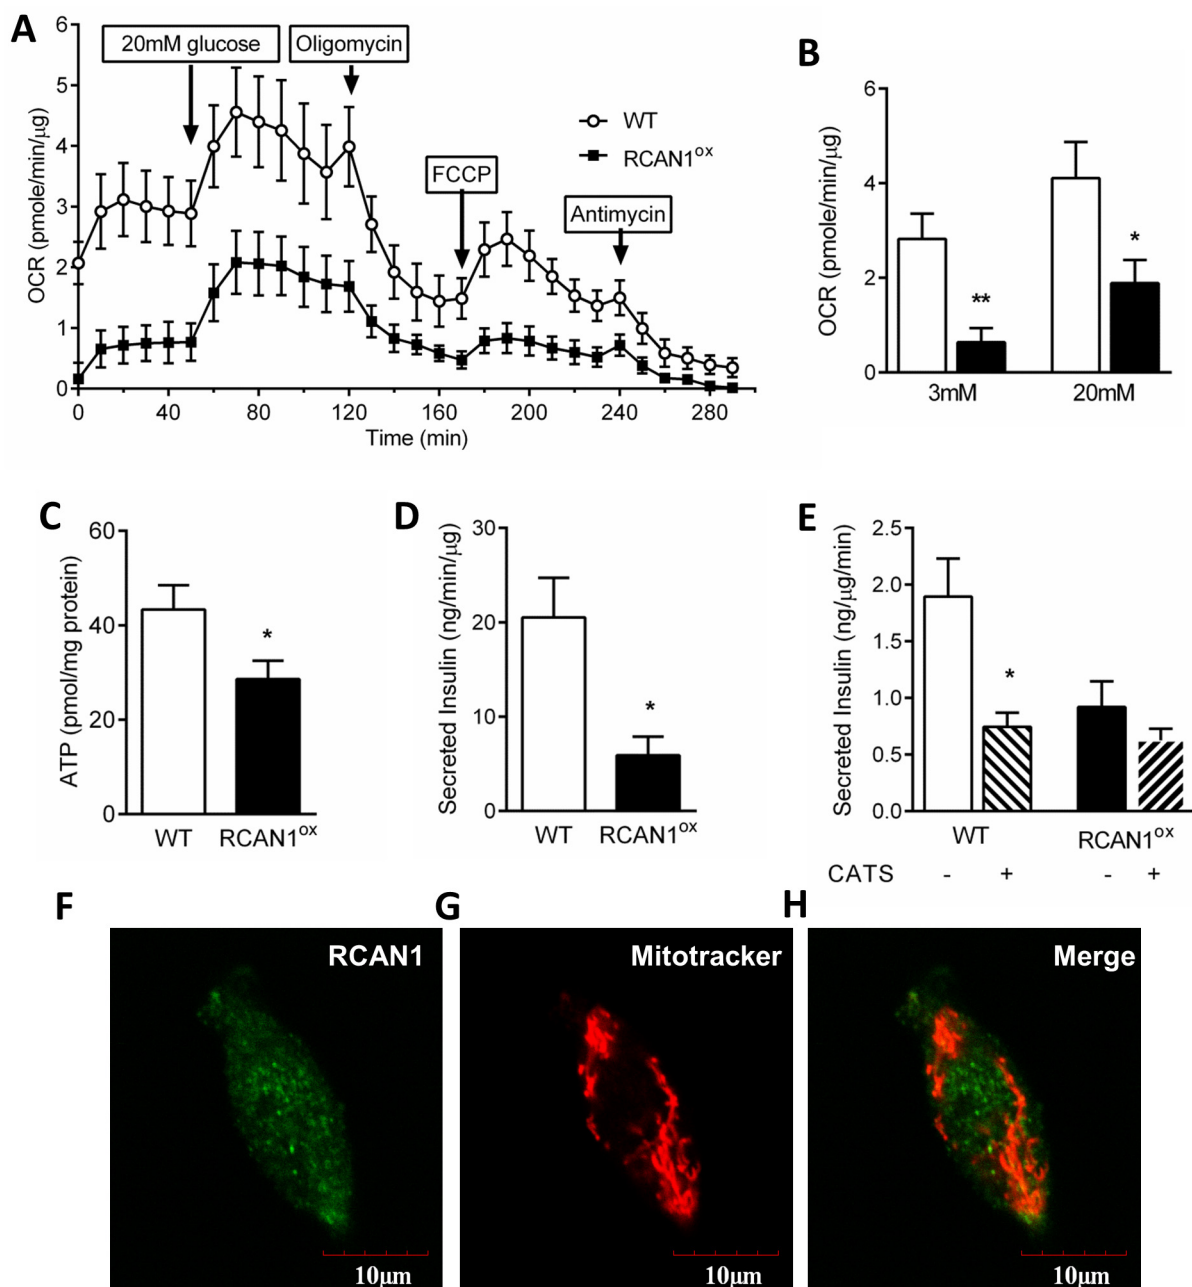 A
OCR (pmole/min/µg)
6
5
4
3
2
1
0
20mM glucose
Oligomycin
FCCP
Antimycin
WT
RCAN1ox
0 40 80 120 160 200 240 280
Time (min)
B
OCR (pmole/min/µg)
6
4
2
0
**
*
3mM 20mM
C
ATP (pmol/mg protein)
60
40
20
0
*
WT RCAN1ox
D
Secreted Insulin (ng/min/µg)
30
20
10
0
*
WT RCAN1ox
E
Secreted Insulin (ng/µg/min)
2.5
2.0
1.5
1.0
0.5
0.0
*
WT RCAN1ox
CATS - + - +
F
RCAN1
10µm
G
Mitotracker
10µm
H
Merge
10µm